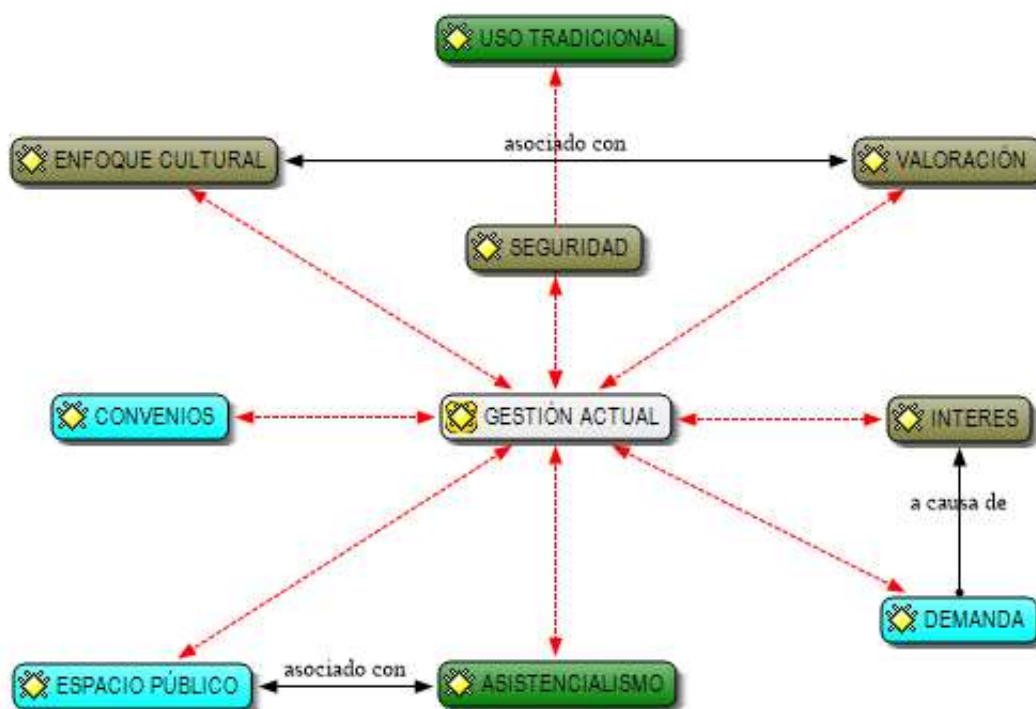 USO TRADICIONAL
asociado con
ENFOQUE CULTURAL
VALORACIÓN
SEGURIDAD
CONVENIOS
GESTIÓN ACTUAL
INTERES
a causa de
DEMANDA
asociado con
ESPACIO PÚBLICO
ASISTENCIALISMO